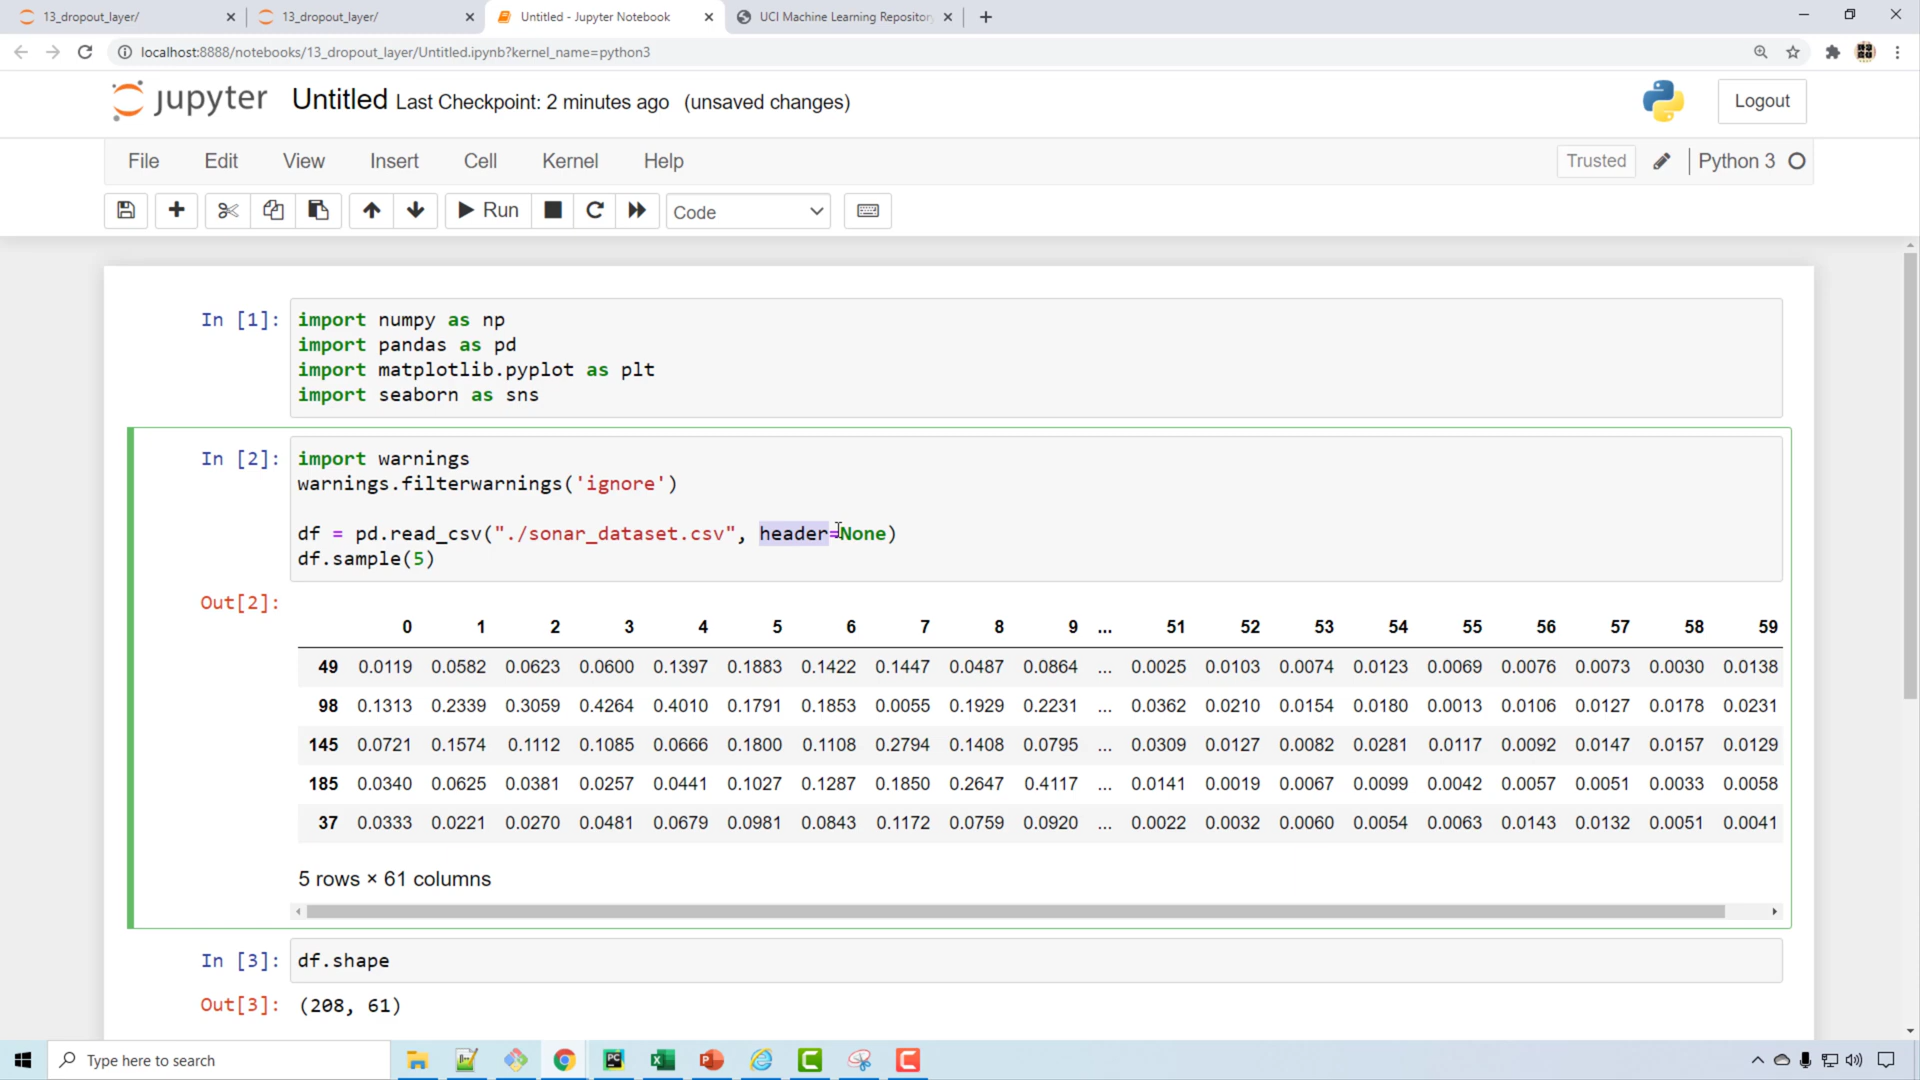 13_dropout_layer/
13_dropout_layer/
Untitled - Jupyter Notebook
UCI Machine Learning Repository
localhost:8888/notebooks/13_dropout_layer/Untitled.ipynb?kernel_name=python3
jupyter Untitled Last Checkpoint: 2 minutes ago (unsaved changes)
Logout
File Edit View Insert Cell Kernel Help
Trusted
Python 3
Run
Code
In [1]:
import numpy as np
import pandas as pd
import matplotlib.pyplot as plt
import seaborn as sns
In [2]:
import warnings
warnings.filterwarnings('ignore')
df = pd.read_csv("./sonar_dataset.csv", header=None)
df.sample(5)
Out[2]:
0 1 2 3 4 5 6 7 8 9 ... 51 52 53 54 55 56 57 58 59
49 0.0119 0.0582 0.0623 0.0600 0.1397 0.1883 0.1422 0.1447 0.0487 0.0864 ... 0.0025 0.0103 0.0074 0.0123 0.0069 0.0076 0.0073 0.0030 0.0138
98 0.1313 0.2339 0.3059 0.4264 0.4010 0.1791 0.1853 0.0055 0.1929 0.2231 ... 0.0362 0.0210 0.0154 0.0180 0.0013 0.0106 0.0127 0.0178 0.0231
145 0.0721 0.1574 0.1112 0.1085 0.0666 0.1800 0.1108 0.2794 0.1408 0.0795 ... 0.0309 0.0127 0.0082 0.0281 0.0117 0.0092 0.0147 0.0157 0.0129
185 0.0340 0.0625 0.0381 0.0257 0.0441 0.1027 0.1287 0.1850 0.2647 0.4117 ... 0.0141 0.0019 0.0067 0.0099 0.0042 0.0057 0.0051 0.0033 0.0058
37 0.0333 0.0221 0.0270 0.0481 0.0679 0.0981 0.0843 0.1172 0.0759 0.0920 ... 0.0022 0.0032 0.0060 0.0054 0.0063 0.0143 0.0132 0.0051 0.0041
5 rows × 61 columns
In [3]:
df.shape
Out[3]:
(208, 61)
Type here to search